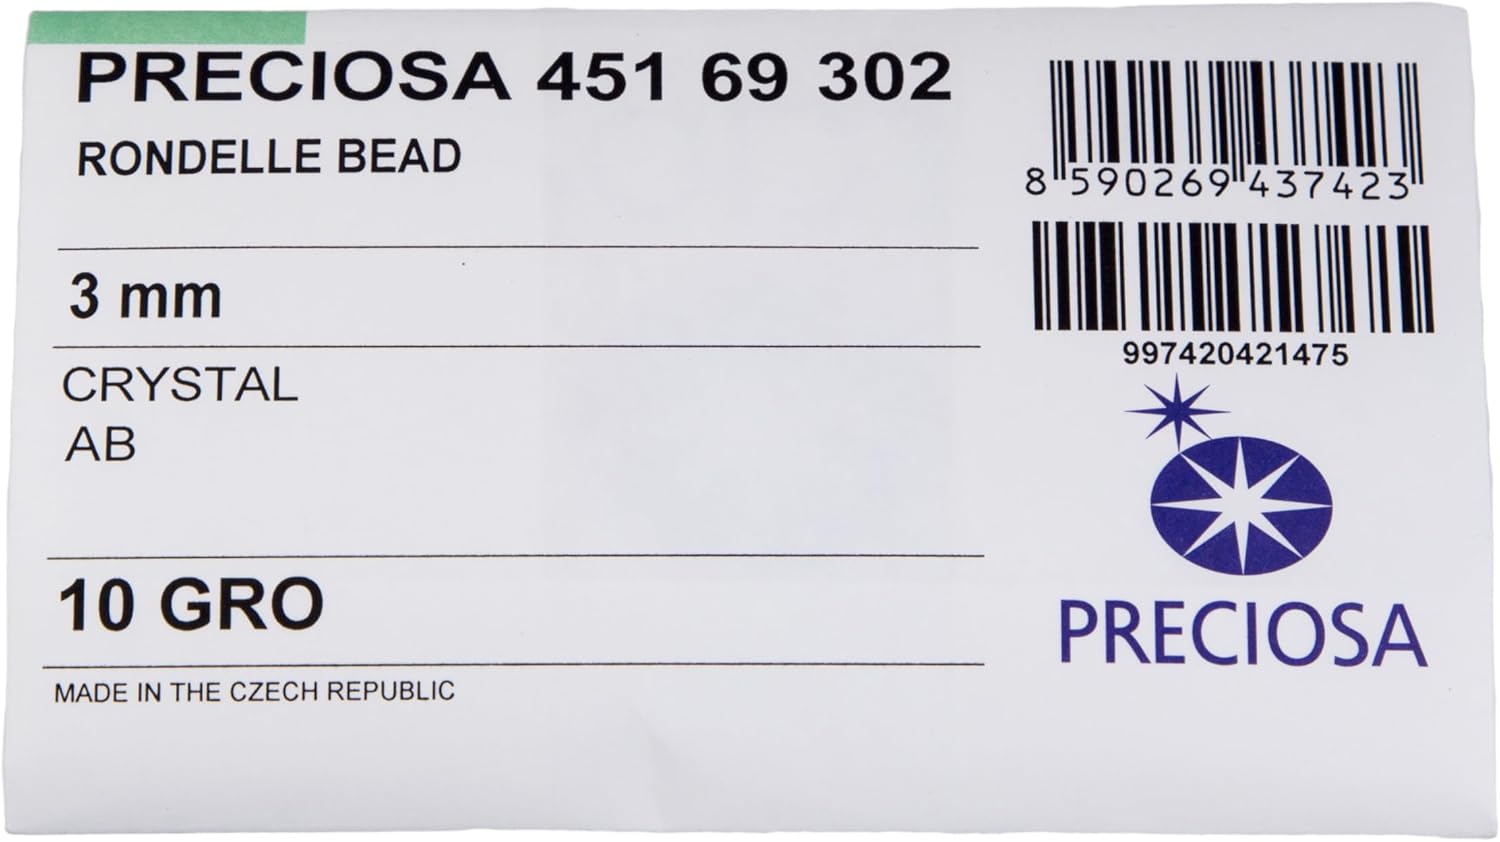 PRECIOSA 451 69 302
RONDELLE BEAD
3 mm
CRYSTAL
AB
10 GRO
MADE IN THE CZECH REPUBLIC
8 590269 437423
997420421475
PRECIOSA